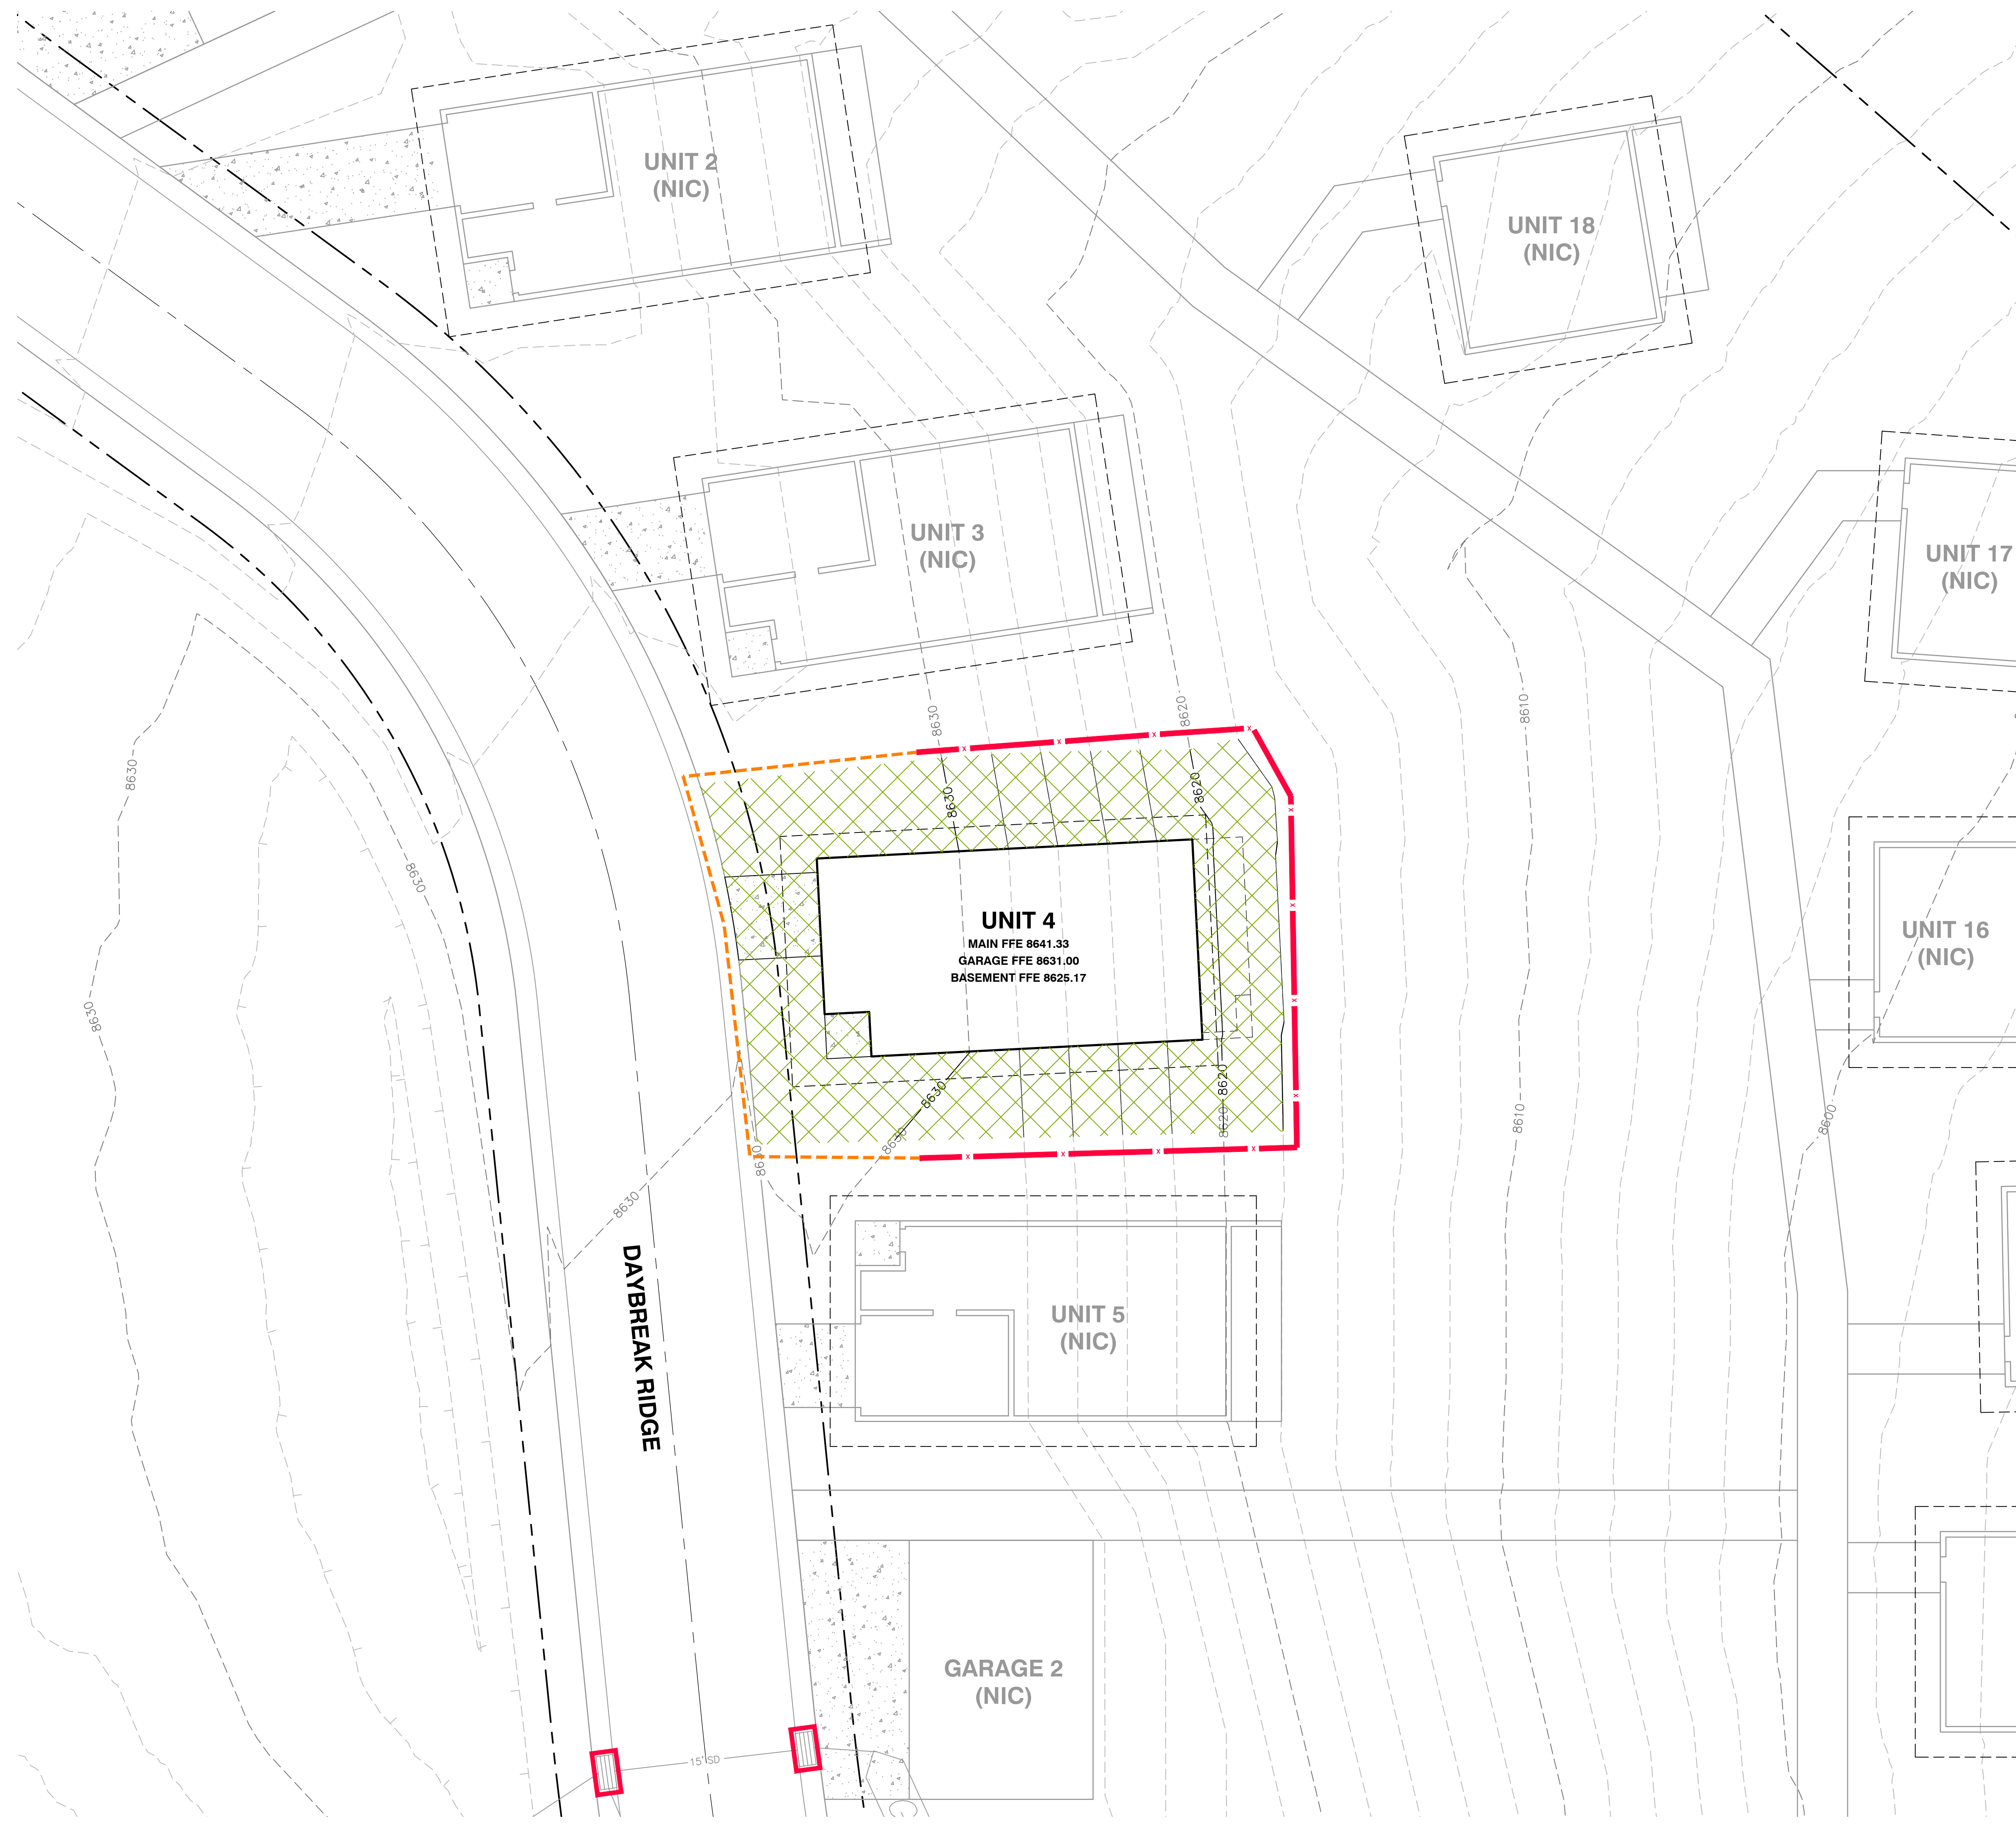 UNIT 2
(NIC)
UNIT 18
(NIC)
UNIT 3
(NIC)
UNIT 17
(NIC)
8630
8620
8610
8630
8630
8620
8630
UNIT 4
MAIN FFE 8641.33
GARAGE FFE 8631.00
BASEMENT FFE 8625.17
UNIT 16
(NIC)
8630
8630
8620
8620
8610
8600
8630
8630
8630
DAYBREAK RIDGE
UNIT 5
(NIC)
GARAGE 2
(NIC)
15" SD
x
x
x
x
x
x
x
x
x
x
x
x